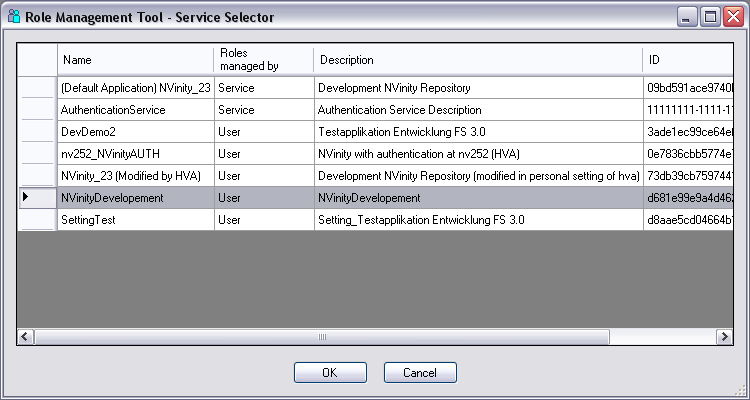 Role Management Tool - Service Selector
Name Roles managed by Description ID
(Default Application) NVinity_23 Service Development NVinity Repository 09bd591ace9740
AuthenticationService Service Authentication Service Description 11111111-1111-11
DevDemo2 User Testapplikation Entwicklung FS 3.0 3ade1ec99ce64e
nv252_NVinityAUTH User NVinity with authentication at nv252 (HVA) 0e7836cbb5774e
NVinity_23 (Modified by HVA) User Development NVinity Repository (modified in personal setting of hva) 73db39cb759744
NVinityDevelopement User NVinityDevelopement d681e99e9a4d46
SettingTest User Setting_Testapplikation Entwicklung FS 3.0 d8aae5cd04664b
OK Cancel